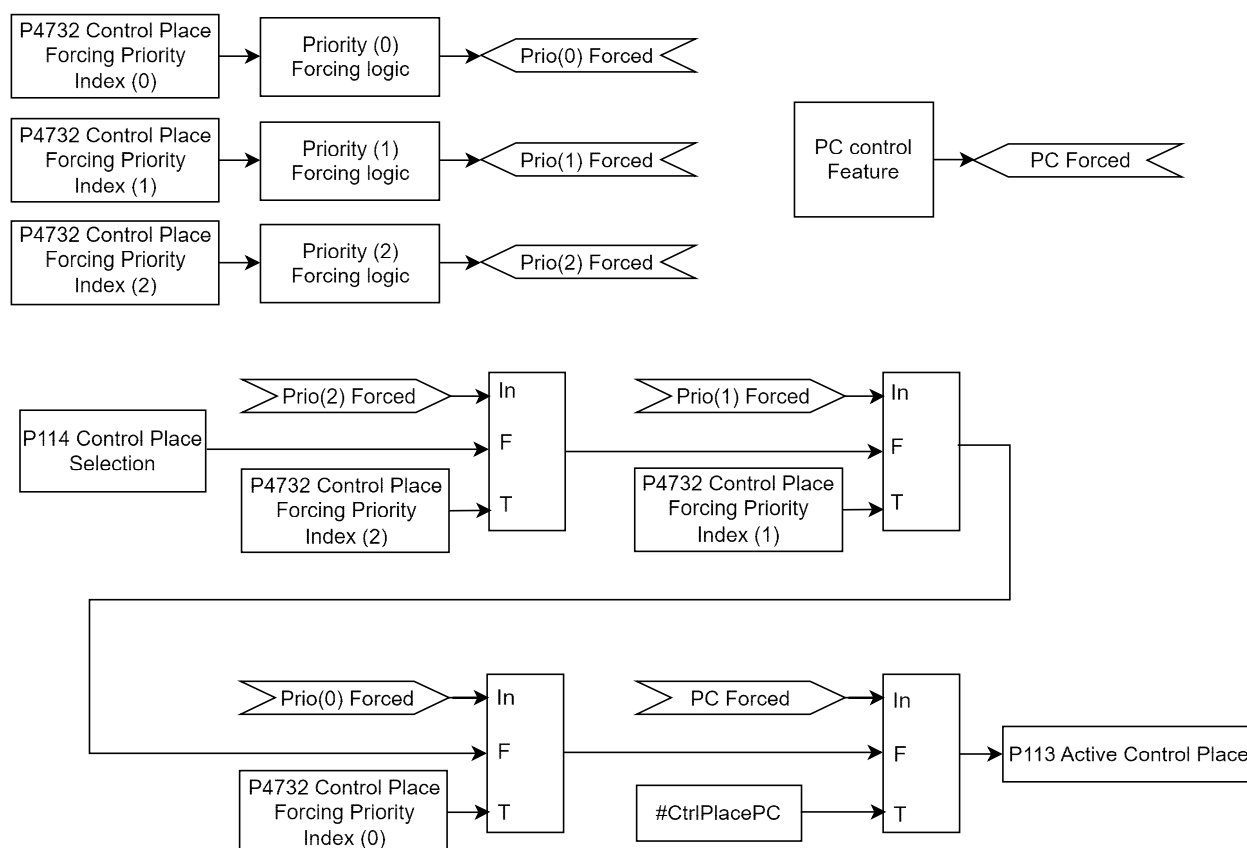 P4732 Control Place
Forcing Priority
Index (0)
Priority (0)
Forcing logic
Prio(0) Forced
P4732 Control Place
Forcing Priority
Index (1)
Priority (1)
Forcing logic
Prio(1) Forced
P4732 Control Place
Forcing Priority
Index (2)
Priority (2)
Forcing logic
Prio(2) Forced
PC control
Feature
PC Forced
P114 Control Place
Selection
Prio(2) Forced
P4732 Control Place
Forcing Priority
Index (2)
In
F
T
Prio(1) Forced
P4732 Control Place
Forcing Priority
Index (1)
In
F
T
Prio(0) Forced
P4732 Control Place
Forcing Priority
Index (0)
In
F
T
PC Forced
#CtrlPlacePC
In
F
T
P113 Active Control Place